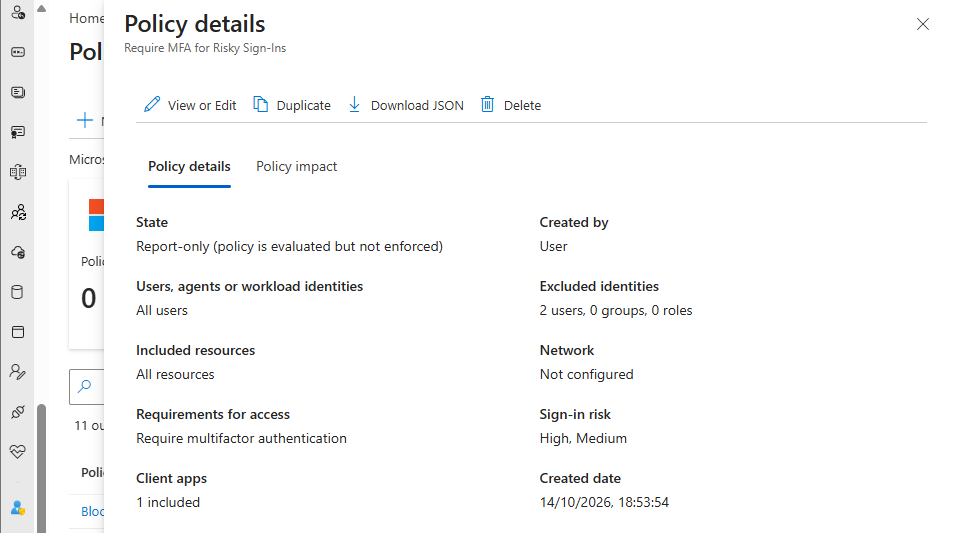 Home
Policy details
Require MFA for Risky Sign-Ins
Pol
View or Edit Duplicate Download JSON Delete
Micros
Policy details Policy impact
State Created by
Report-only (policy is evaluated but not enforced) User
Polic
Users, agents or workload identities Excluded identities
0
All users 2 users, 0 groups, 0 roles
Included resources Network
All resources Not configured
Requirements for access Sign-in risk
11 ou
Require multifactor authentication High, Medium
Poli
Client apps Created date
1 included 14/10/2026, 18:53:54
Bloc